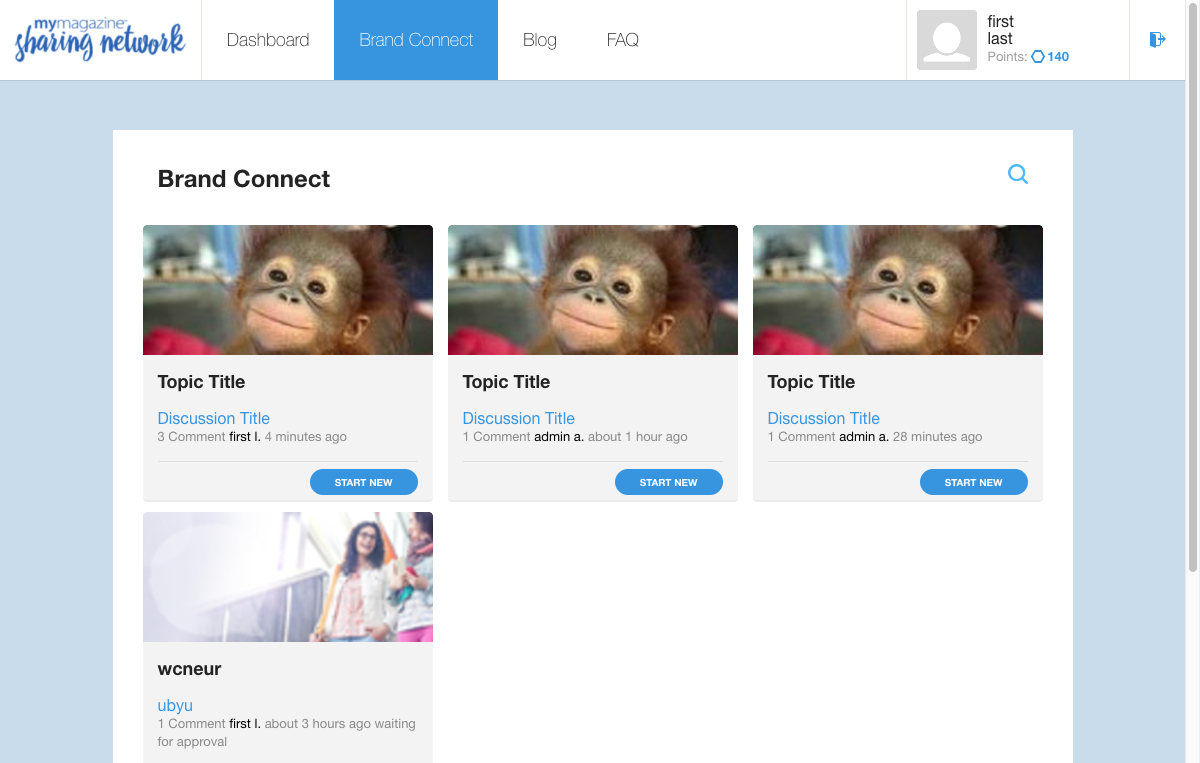 mymagazine
sharing network
Dashboard
Brand Connect
Blog
FAQ
first
last
Points: 140
Brand Connect
Topic Title
Discussion Title
3 Comment first l. 4 minutes ago
START NEW
Topic Title
Discussion Title
1 Comment admin a. about 1 hour ago
START NEW
Topic Title
Discussion Title
1 Comment admin a. 28 minutes ago
START NEW
wcneur
ubyu
1 Comment first l. about 3 hours ago waiting
for approval